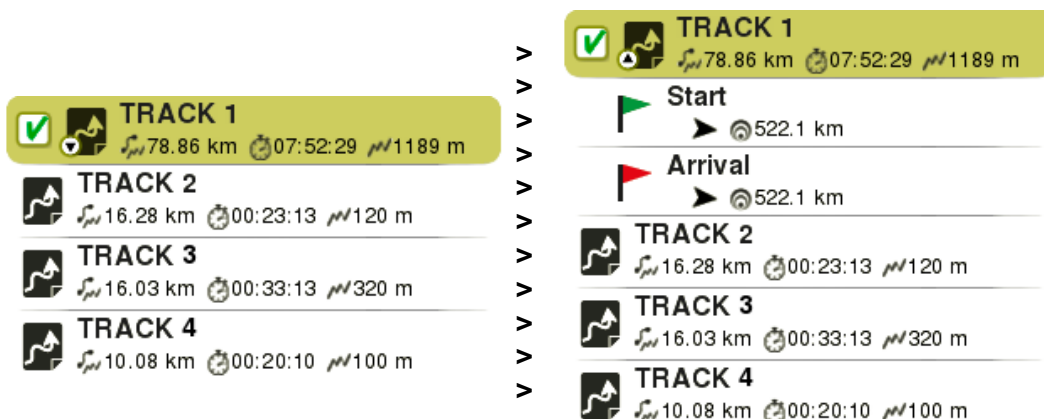 TRACK 1
78.86 km 07:52:29 1189 m
TRACK 2
16.28 km 00:23:13 120 m
TRACK 3
16.03 km 00:33:13 320 m
TRACK 4
10.08 km 00:20:10 100 m
>
>
>
>
>
>
>
>
>
>
>
TRACK 1
78.86 km 07:52:29 1189 m
Start
522.1 km
Arrival
522.1 km
TRACK 2
16.28 km 00:23:13 120 m
TRACK 3
16.03 km 00:33:13 320 m
TRACK 4
10.08 km 00:20:10 100 m